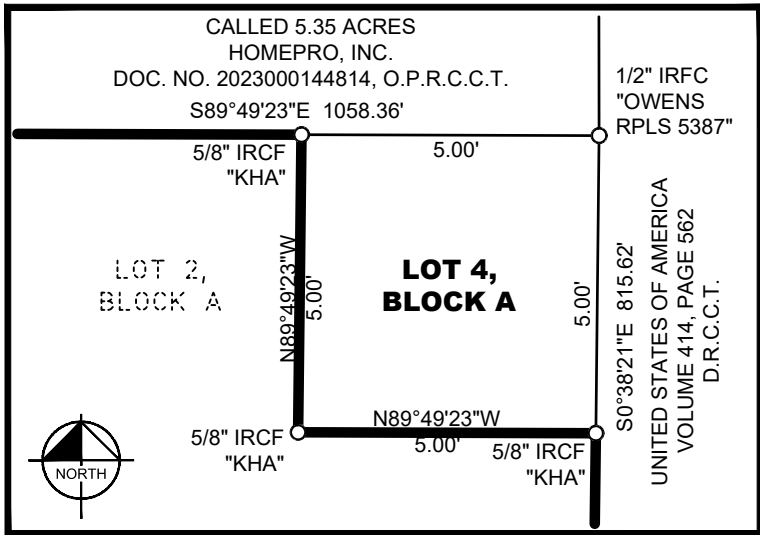 CALLED 5.35 ACRES
HOMEPRO, INC.
DOC. NO. 2023000144814, O.P.R.C.C.T.
S89°49'23"E 1058.36'
1/2" IRFC
"OWENS
RPLS 5387"
5/8" IRCF
"KHA"
5.00'
LOT 2,
BLOCK A
N89°49'23"W
5.00'
LOT 4,
BLOCK A
5.00'
S0°38'21"E 815.62'
UNITED STATES OF AMERICA
VOLUME 414, PAGE 562
D.R.C.C.T.
N89°49'23"W
5.00'
5/8" IRCF
"KHA"
5/8" IRCF
"KHA"
NORTH